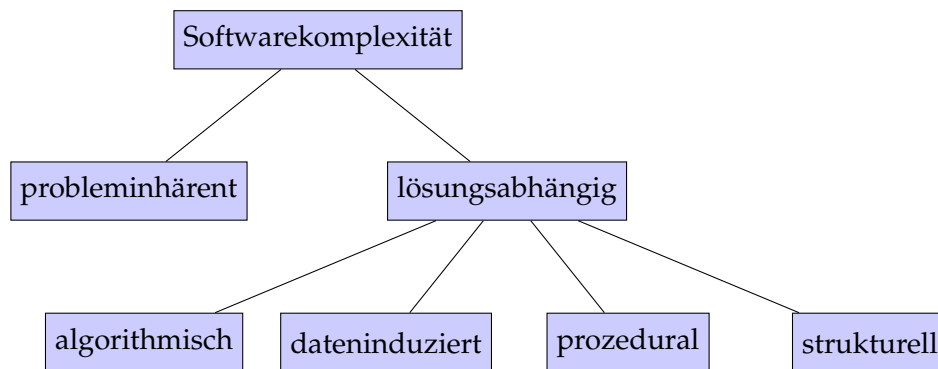 Softwarekomplexität
probleminhärent
lösungsabhängig
algorithmisch
dateninduziert
prozedural
strukturell